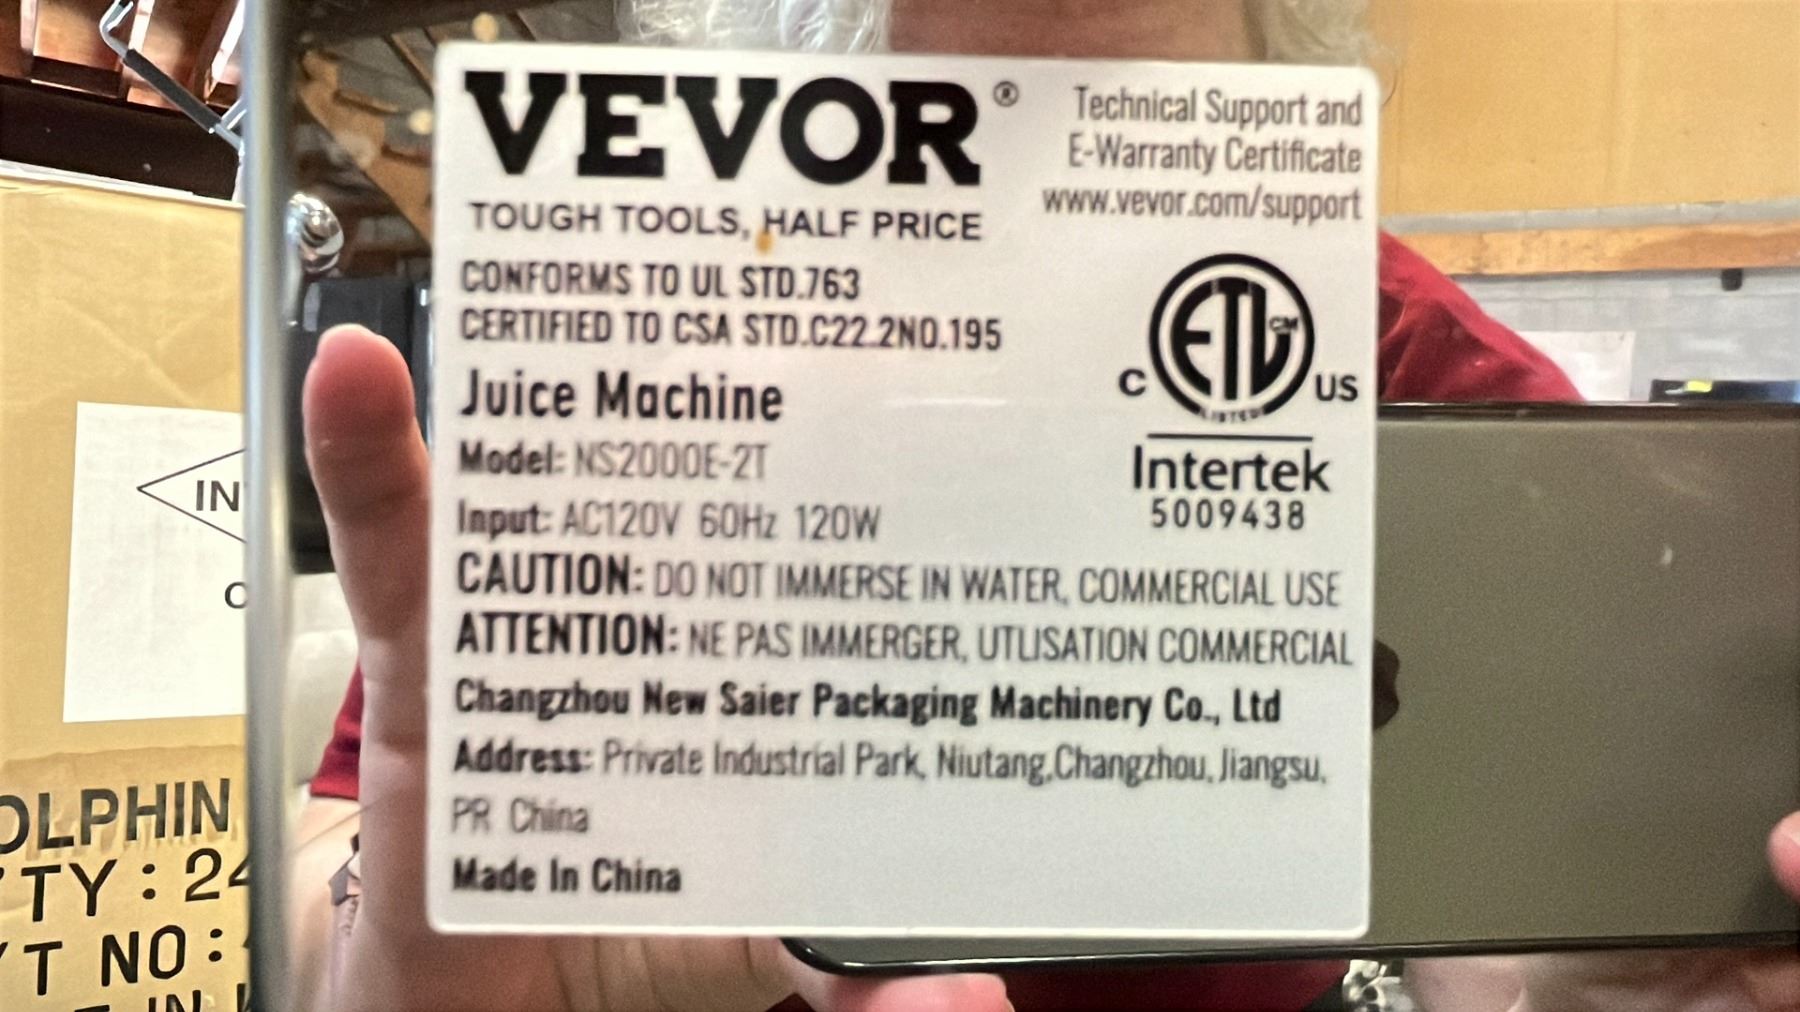 VEVOR®
TOUGH TOOLS, HALF PRICE
Technical Support and
E-Warranty Certificate
www.vevor.com/support
CONFORMS TO UL STD.763
CERTIFIED TO CSA STD.C22.2NO.195
Juice Machine
Model: NS2000E-2T
Input: AC120V 60Hz 120W
ETL CM
LISTED
C US
Intertek
5009438
CAUTION: DO NOT IMMERSE IN WATER, COMMERCIAL USE
ATTENTION: NE PAS IMMERGER, UTLISATION COMMERCIAL
Changzhou New Saier Packaging Machinery Co., Ltd
Address: Private Industrial Park, Niutang,Changzhou, Jiangsu,
PR China
Made In China
IN
OLPHIN
TY: 24
T NO:
IN